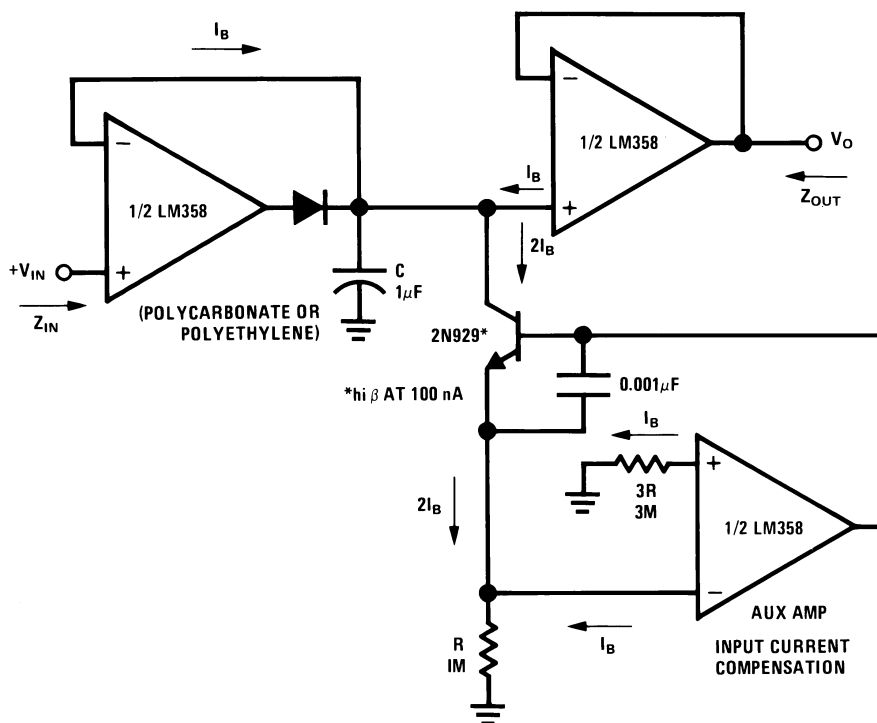 I_B
−
1/2 LM358
+
+V_IN
Z_IN
C
1µF
(POLYCARBONATE OR
POLYETHYLENE)
−
1/2 LM358
+
V_O
Z_OUT
I_B
2I_B
2N929*
*hi β AT 100 nA
0.001µF
I_B
3R
3M
+
1/2 LM358
−
2I_B
I_B
R
IM
AUX AMP
INPUT CURRENT
COMPENSATION